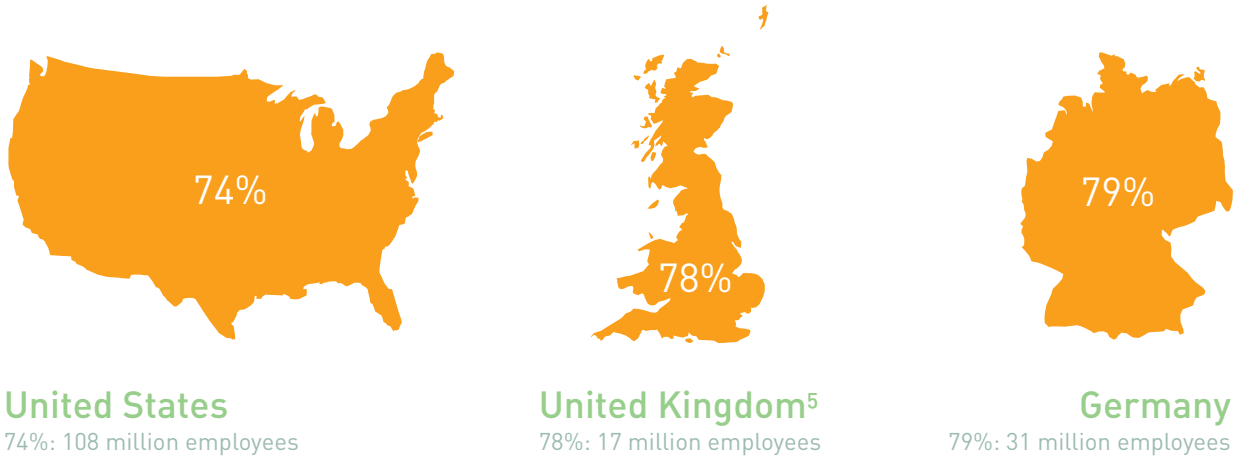 74%
78%
79%
United States
74%: 108 million employees
United Kingdom⁵
78%: 17 million employees
Germany
79%: 31 million employees